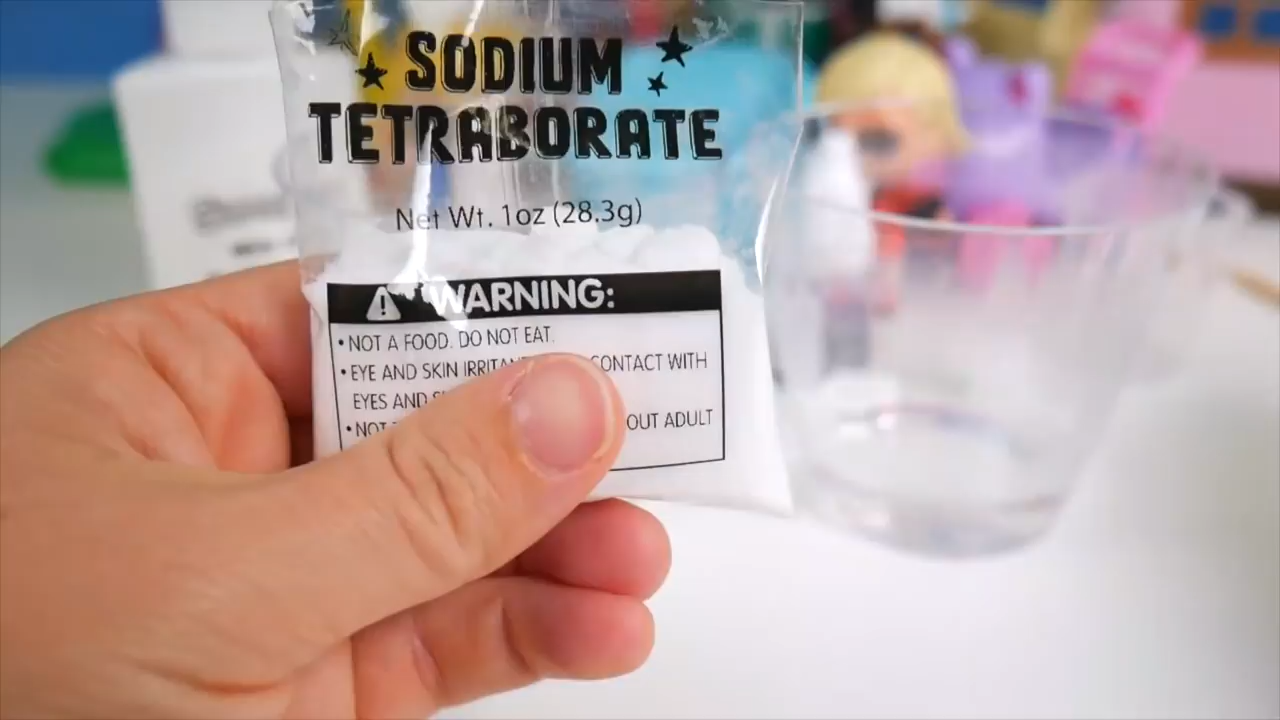 SODIUM
TETRABORATE
Net Wt. 1oz (28.3g)
WARNING:
• NOT A FOOD. DO NOT EAT.
• EYE AND SKIN CONTACT WITH
EYES AND
• NOT OUT ADULT